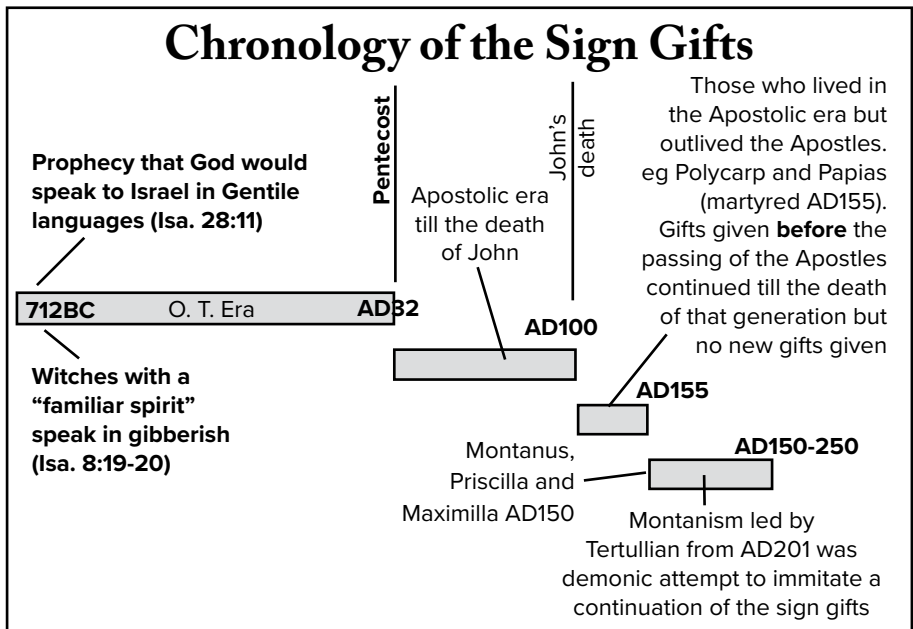 Chronology of the Sign Gifts
Prophecy that God would
speak to Israel in Gentile
languages (Isa. 28:11)
Pentecost
Apostolic era
till the death
of John
John’s
death
Those who lived in
the Apostolic era but
outlived the Apostles.
eg Polycarp and Papias
(martyred AD155).
Gifts given before the
passing of the Apostles
continued till the death
of that generation but
no new gifts given
712BC O. T. Era AD32
AD100
Witches with a
“familiar spirit”
speak in gibberish
(Isa. 8:19-20)
AD155
Montanus,
Priscilla and
Maximilla AD150
AD150-250
Montanism led by
Tertullian from AD201 was
demonic attempt to immitate a
continuation of the sign gifts